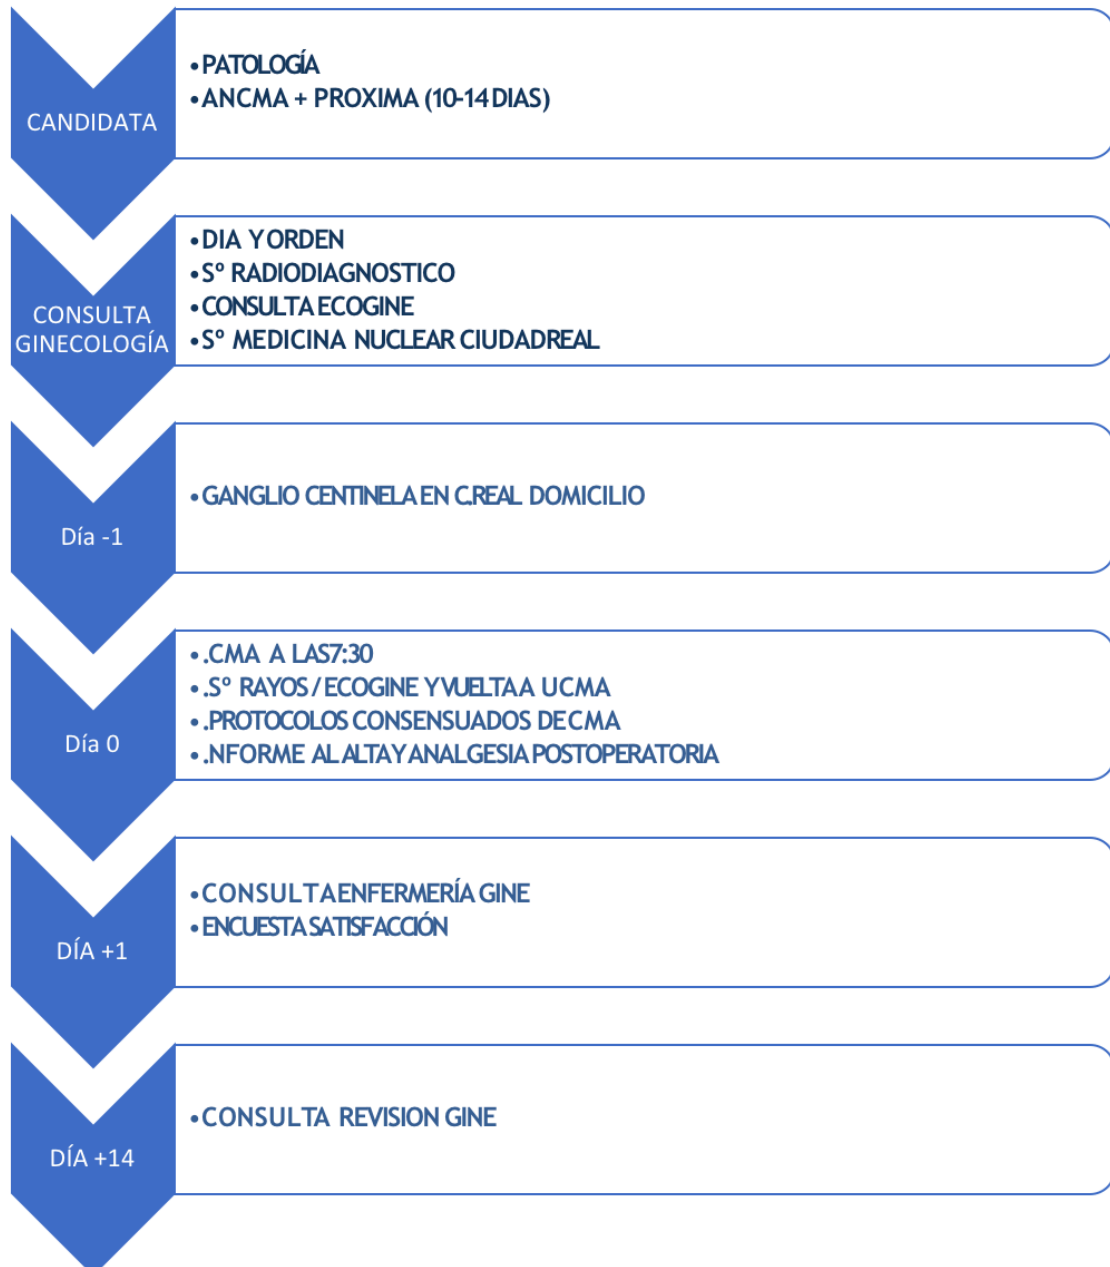 CANDIDATA
•PATOLOGÍA
•ANCMA + PROXIMA (10-14 DIAS)
CONSULTA
GINECOLOGÍA
•DIA Y ORDEN
•Sº RADIODIAGNOSTICO
•CONSULTA ECOGINE
•Sº MEDICINA NUCLEAR CIUDADREAL
Día -1
•GANGLIO CENTINELA EN C.REAL DOMICILIO
Día 0
•.CMA A LAS7:30
•.Sº RAYOS / ECOGINE Y VUELTA A UCMA
•.PROTOCOLOS CONSENSUADOS DE CMA
•.NFORME AL ALTA Y ANALGESIA POSTOPERATORIA
DÍA +1
•CONSULTA ENFERMERÍA GINE
•ENCUESTA SATISFACCIÓN
DÍA +14
•CONSULTA REVISION GINE